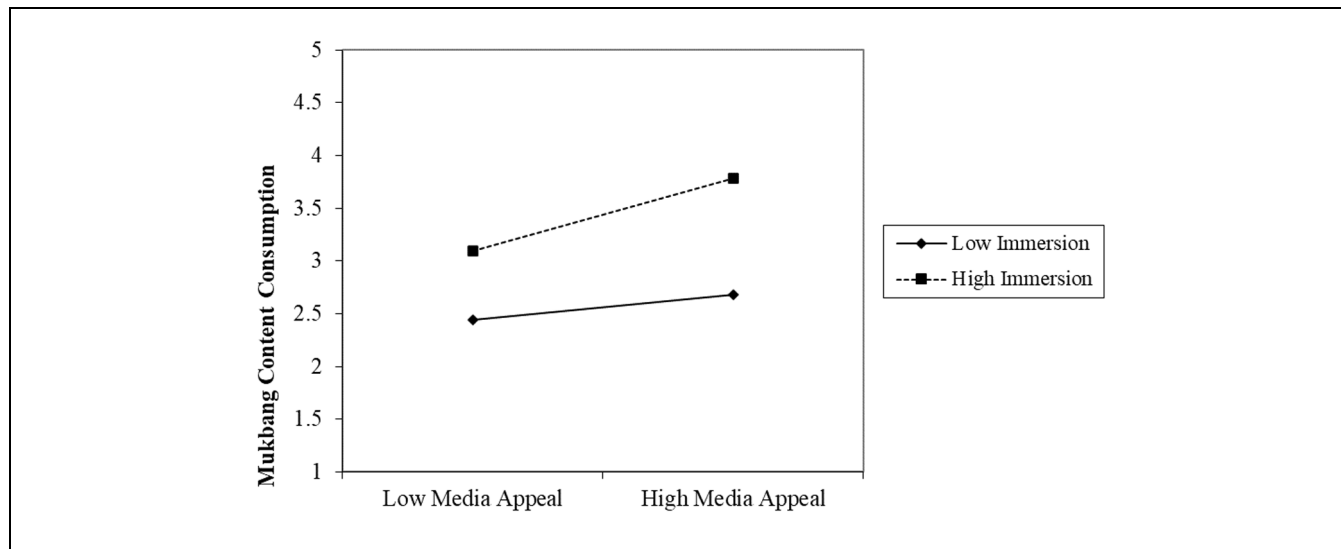 5
4.5
4
3.5
3
2.5
2
1.5
1
Mukbang Content Consumption
Low Media Appeal
High Media Appeal
Low Immersion
High Immersion